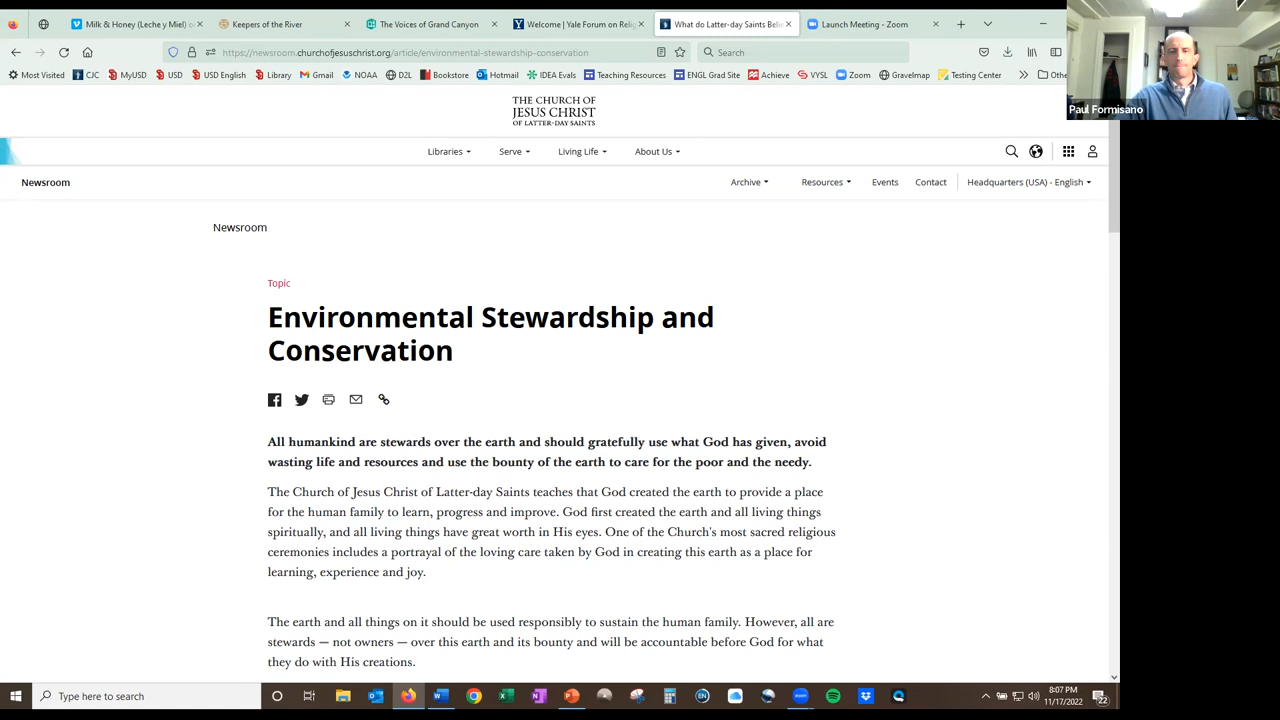 Milk & Honey (Leche y Miel) o
Keepers of the River
The Voices of Grand Canyon
Welcome | Yale Forum on Relig
What do Latter-day Saints Beli
Launch Meeting - Zoom
https://newsroom.churchofjesuschrist.org/article/environmental-stewardship-conservation
Search
Most Visited
CJC
MyUSD
USD
USD English
Library
Gmail
NOAA
D2L
Bookstore
Hotmail
IDEA Evals
Teaching Resources
ENGL Grad Site
Achieve
VYSL
Zoom
Gravelmap
Testing Center
Paul Formisano
THE CHURCH OF
JESUS CHRIST
OF LATTER-DAY SAINTS
Libraries
Serve
Living Life
About Us
Newsroom
Archive
Resources
Events
Contact
Headquarters (USA) - English
Newsroom
Topic
Environmental Stewardship and
Conservation
All humankind are stewards over the earth and should gratefully use what God has given, avoid
wasting life and resources and use the bounty of the earth to care for the poor and the needy.
The Church of Jesus Christ of Latter-day Saints teaches that God created the earth to provide a place
for the human family to learn, progress and improve. God first created the earth and all living things
spiritually, and all living things have great worth in His eyes. One of the Church's most sacred religious
ceremonies includes a portrayal of the loving care taken by God in creating this earth as a place for
learning, experience and joy.
The earth and all things on it should be used responsibly to sustain the human family. However, all are
stewards — not owners — over this earth and its bounty and will be accountable before God for what
they do with His creations.
Type here to search
8:07 PM
11/17/2022
22